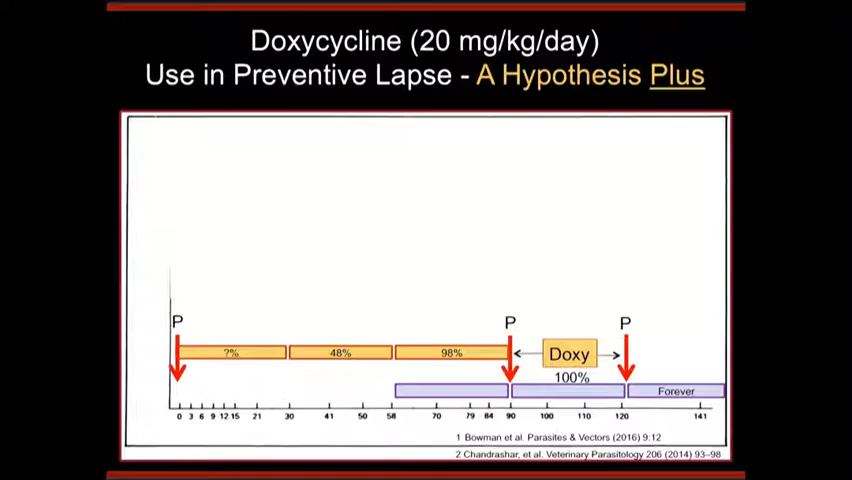 Doxycycline (20 mg/kg/day)
Use in Preventive Lapse - A Hypothesis Plus
P
P
P
?%
48%
98%
Doxy
100%
Forever
0 3 6 9 12 15 21 30 41 50 58 70 79 84 90 100 110 120 141
1 Bowman et al. Parasites & Vectors (2016) 9:12
2 Chandrashar, et al. Veterinary Parasitology 206 (2014) 93–98